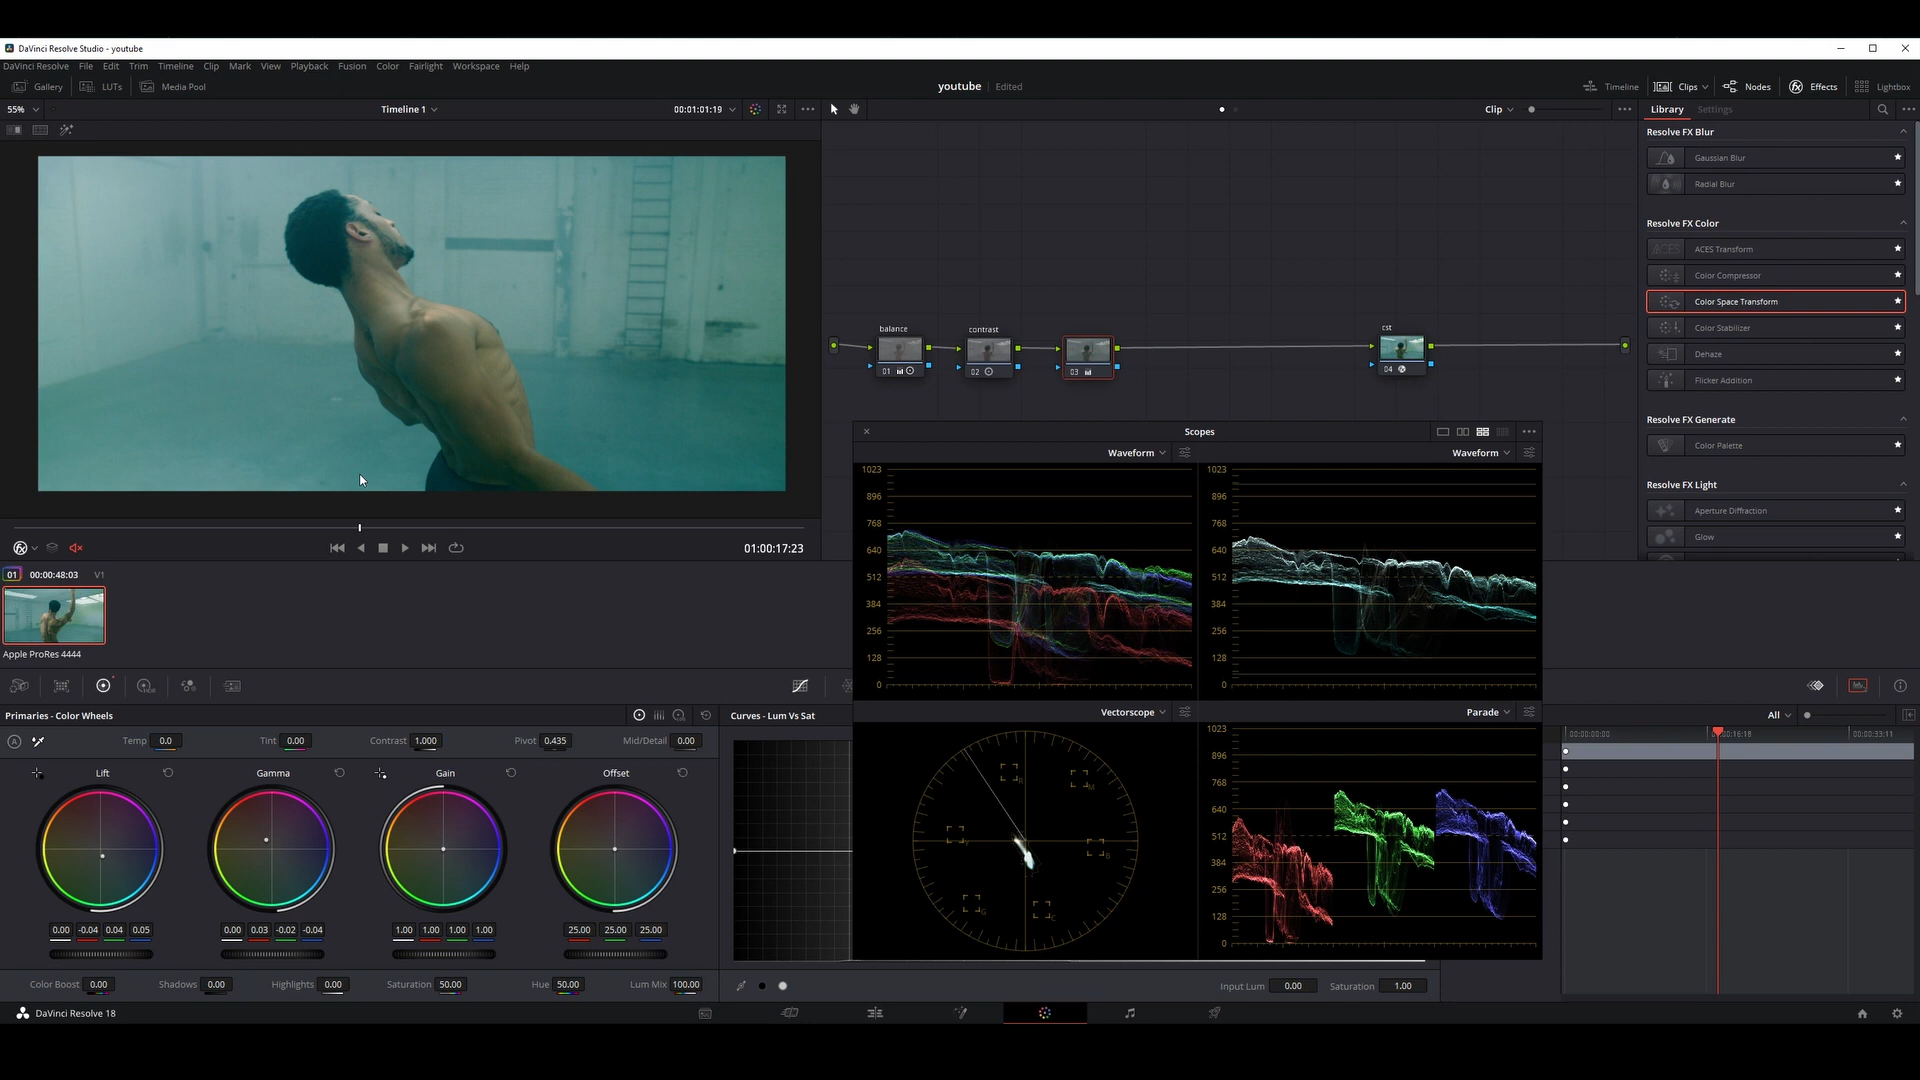 DaVinci Resolve Studio - youtube
DaVinci Resolve File Edit Trim Timeline Clip Mark View Playback Fusion Color Fairlight Workspace Help
Gallery LUTs Media Pool youtube Edited Timeline Clips Nodes Effects Lightbox
55% Timeline 1 00:01:01:19 Clip Library Settings
Resolve FX Blur
Gaussian Blur
Radial Blur
Resolve FX Color
ACES ACES Transform
Color Compressor
Color Space Transform
Color Stabilizer
Dehaze
Flicker Addition
Resolve FX Generate
Color Palette
Resolve FX Light
Aperture Diffraction
Glow
balance contrast cst
01 02 03 04
01:00:17:23
01 00:00:48:03 V1
Apple ProRes 4444
Scopes
Waveform Waveform
1023 1023
896 896
768 768
640 640
512 512
384 384
256 256
128 128
0 0
Vectorscope Parade
R M
Y B
G C
1023
896
768
640
512
384
256
128
0
Primaries - Color Wheels
Temp 0.0 Tint 0.00 Contrast 1.000 Pivot 0.435 Mid/Detail 0.00
Lift Gamma Gain Offset
0.00 -0.04 0.04 0.05 0.00 0.03 -0.02 -0.04 1.00 1.00 1.00 1.00 25.00 25.00 25.00
Color Boost 0.00 Shadows 0.00 Highlights 0.00 Saturation 50.00 Hue 50.00 Lum Mix 100.00
Curves - Lum Vs Sat
Input Lum 0.00 Saturation 1.00
All
00:00:00:00 :16:18 00:00:33:11
DaVinci Resolve 18